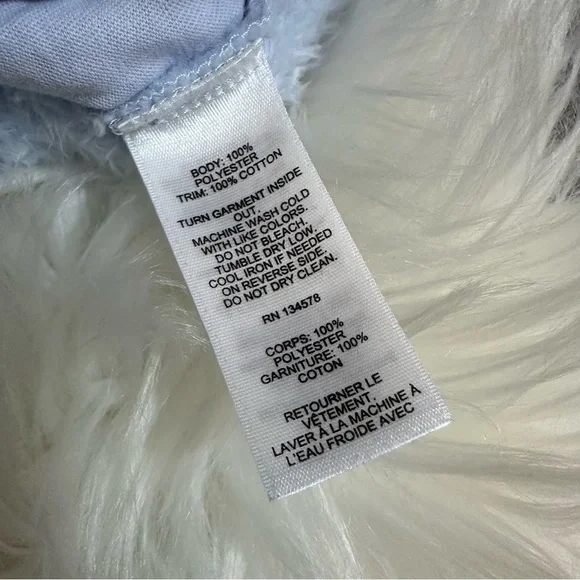 BODY: 100%
POLYESTER
TRIM: 100% COTTON
TURN GARMENT INSIDE
OUT.
MACHINE WASH COLD
WITH LIKE COLORS.
DO NOT BLEACH.
TUMBLE DRY LOW.
COOL IRON IF NEEDED
ON REVERSE SIDE.
DO NOT DRY CLEAN.
RN 134578
CORPS: 100%
POLYESTER
GARNITURE: 100%
COTON
RETOURNER LE
VÊTEMENT.
LAVER À LA MACHINE À
L'EAU FROIDE AVEC